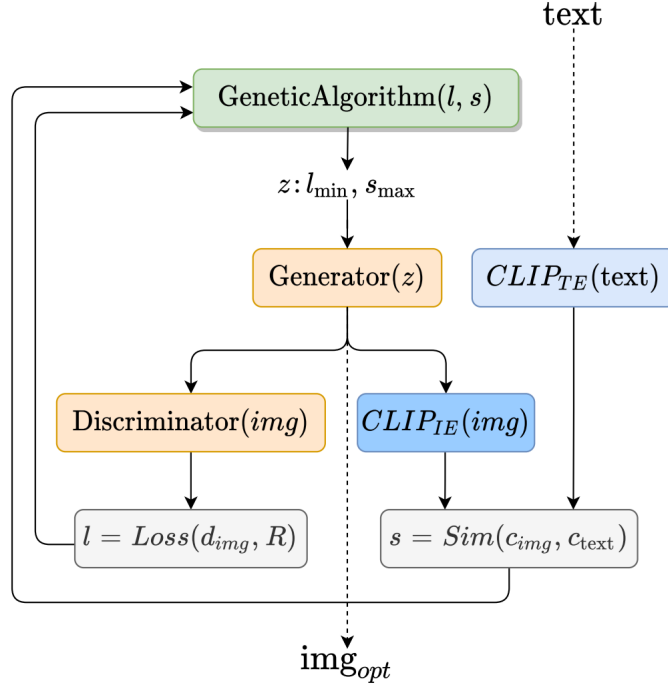 text
GeneticAlgorithm(l, s)
z: l_min, s_max
Generator(z)
CLIP_TE(text)
Discriminator(img)
CLIP_IE(img)
l = Loss(d_img, R)
s = Sim(c_img, c_text)
img_opt